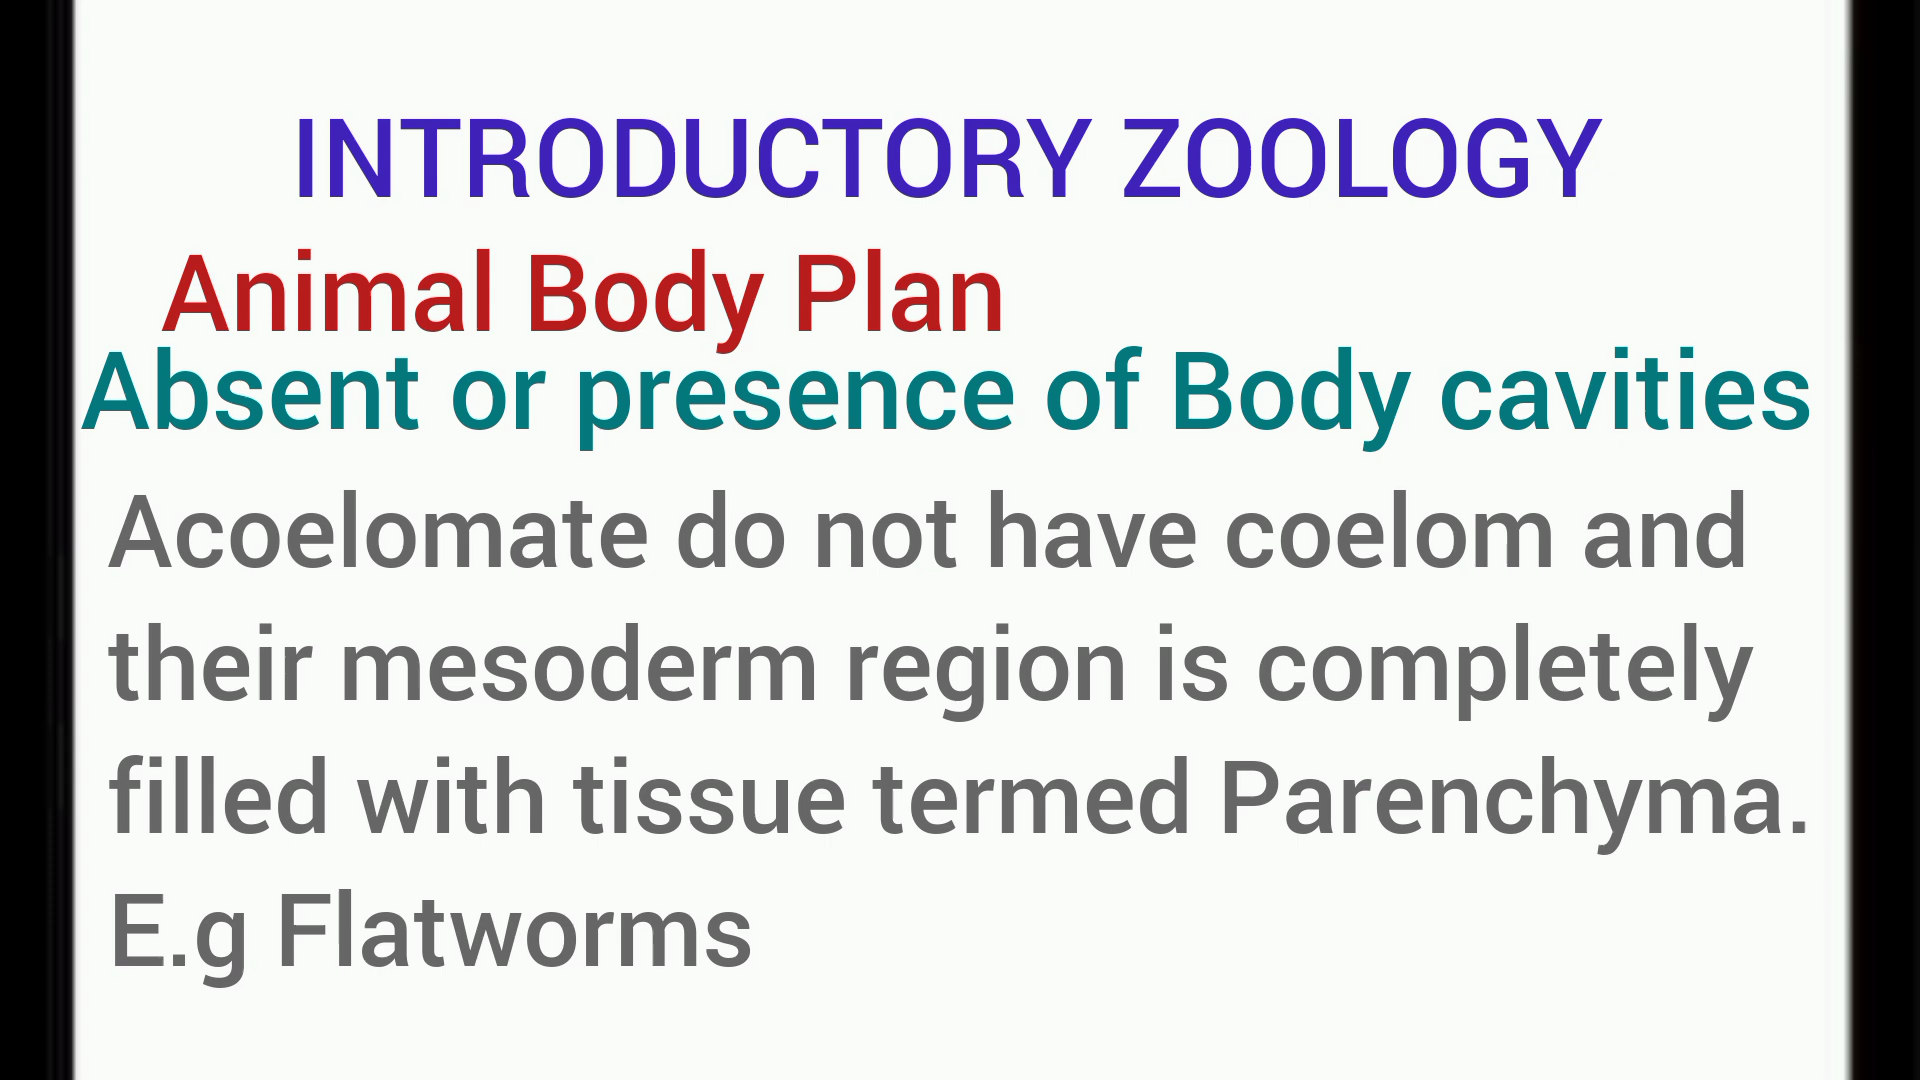 INTRODUCTORY ZOOLOGY
Animal Body Plan
Absent or presence of Body cavities
Acoelomate do not have coelom and
their mesoderm region is completely
filled with tissue termed Parenchyma.
E.g Flatworms